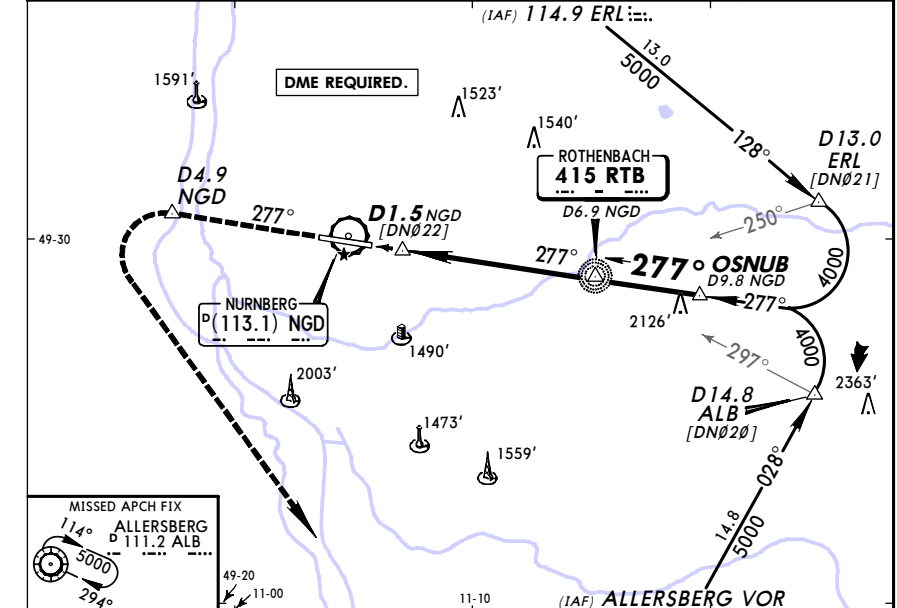 (IAF) 114.9 ERL
13.0
5000
128°
1591'
DME REQUIRED.
1523'
1540'
D13.0
ERL
[DNØ21]
ROTHENBACH
415 RTB
D6.9 NGD
D4.9
NGD
277°
D1.5 NGD
[DNØ22]
250°
49-30
277°
277° OSNUB
D9.8 NGD
4000
277°
NURNBERG
D (113.1) NGD
2126'
1490'
297°
4000
2003'
2363'
D14.8
ALB
[DNØ2Ø]
1473'
1559'
028°
14.8
5000
MISSED APCH FIX
ALLERSBERG
D 111.2 ALB
114°
5000
294°
49-20
11-00
11-10
(IAF) ALLERSBERG VOR